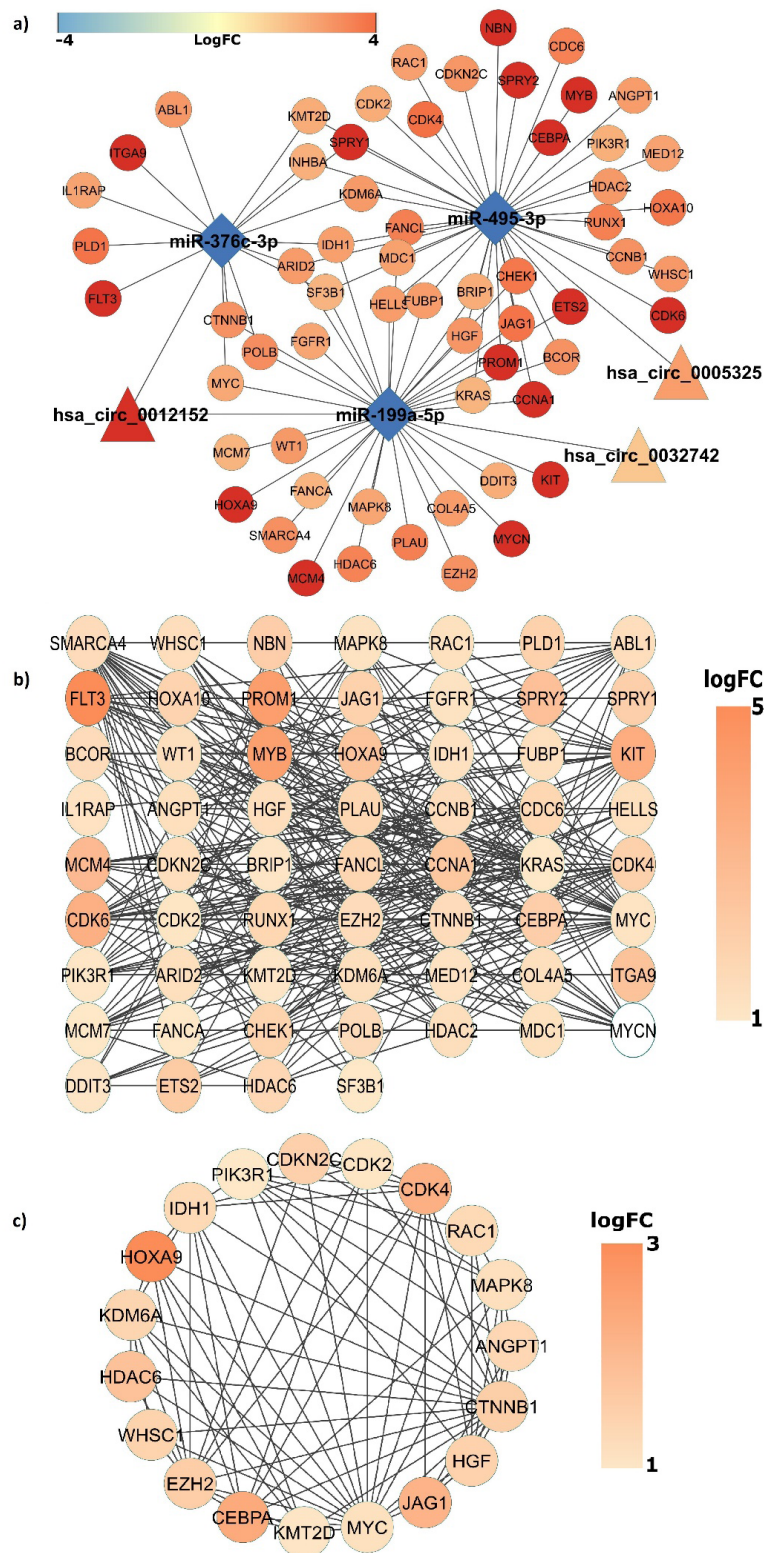 a)
-4 LogFC 4
NBN
CDC6
RAC1 CDKN2C SPRY2
ABL1 CDK2 MYB ANGPT1
KMT2D CDK4 CEBPA
ITGA9 SPRY1 PIK3R1 MED12
INHBA
IL1RAP KDM6A HDAC2
miR-495-3p HOXA10
PLD1 miR-376c-3p IDH1 FANCL RUNX1
ARID2 MDC1 CCNB1
SF3B1 CHEK1 WHSC1
FLT3 HELLS FUBP1 BRIP1 ETS2
CTNNB1 JAG1 CDK6
POLB FGFR1 HGF
PROM1 BCOR
MYC KRAS hsa_circ_0005325
hsa_circ_0012152 miR-199a-5p CCNA1
MCM7 WT1 hsa_circ_0032742
FANCA DDIT3 KIT
HOXA9 MAPK8 COL4A5
SMARCA4 PLAU MYCN
MCM4 HDAC6 EZH2
b)
SMARCA4 WHSC1 NBN MAPK8 RAC1 PLD1 ABL1
logFC
5
FLT3 HOXA10 PROM1 JAG1 FGFR1 SPRY2 SPRY1
BCOR WT1 MYB HOXA9 IDH1 FUBP1 KIT
IL1RAP ANGPT1 HGF PLAU CCNB1 CDC6 HELLS
MCM4 CDKN2C BRIP1 FANCL CCNA1 KRAS CDK4
CDK6 CDK2 RUNX1 EZH2 CTNNB1 CEBPA MYC
PIK3R1 ARID2 KMT2D KDM6A MED12 COL4A5 ITGA9
1
MCM7 FANCA CHEK1 POLB HDAC2 MDC1 MYCN
DDIT3 ETS2 HDAC6 SF3B1
c)
CDKN2C CDK2
PIK3R1 CDK4
IDH1 RAC1
logFC
3
HOXA9 MAPK8
KDM6A ANGPT1
HDAC6 CTNNB1
WHSC1 HGF
1
EZH2 JAG1
CEBPA KMT2D MYC